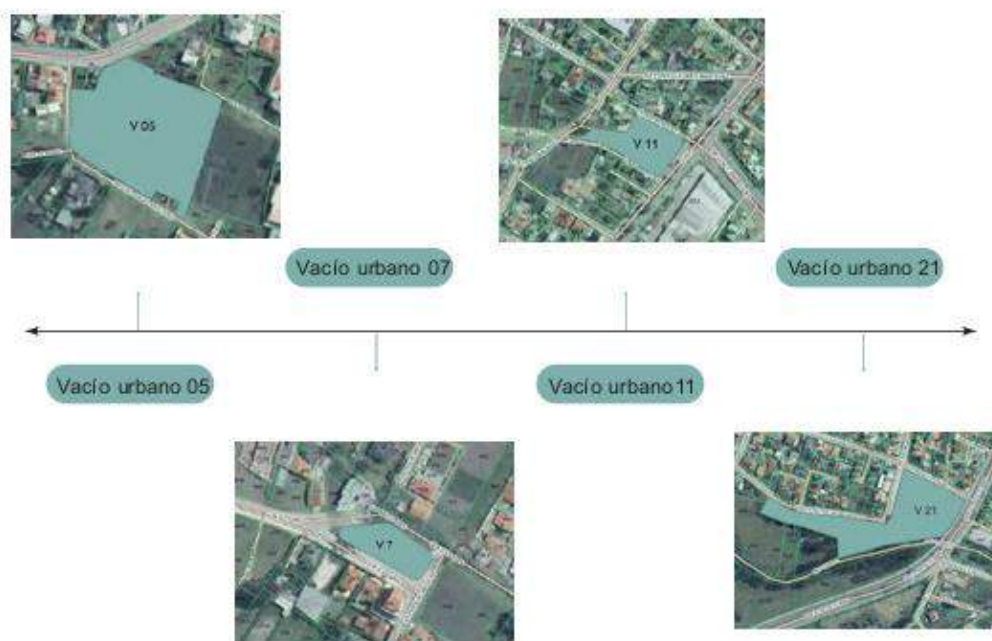 V 05
V 11
Vacío urbano 07
Vacío urbano 21
Vacío urbano 05
Vacío urbano 11
V 7
V 21